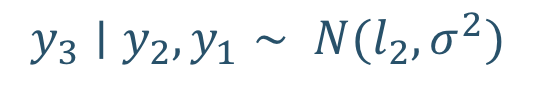 y₃ | y₂, y₁ ~ N(l₂, σ²)